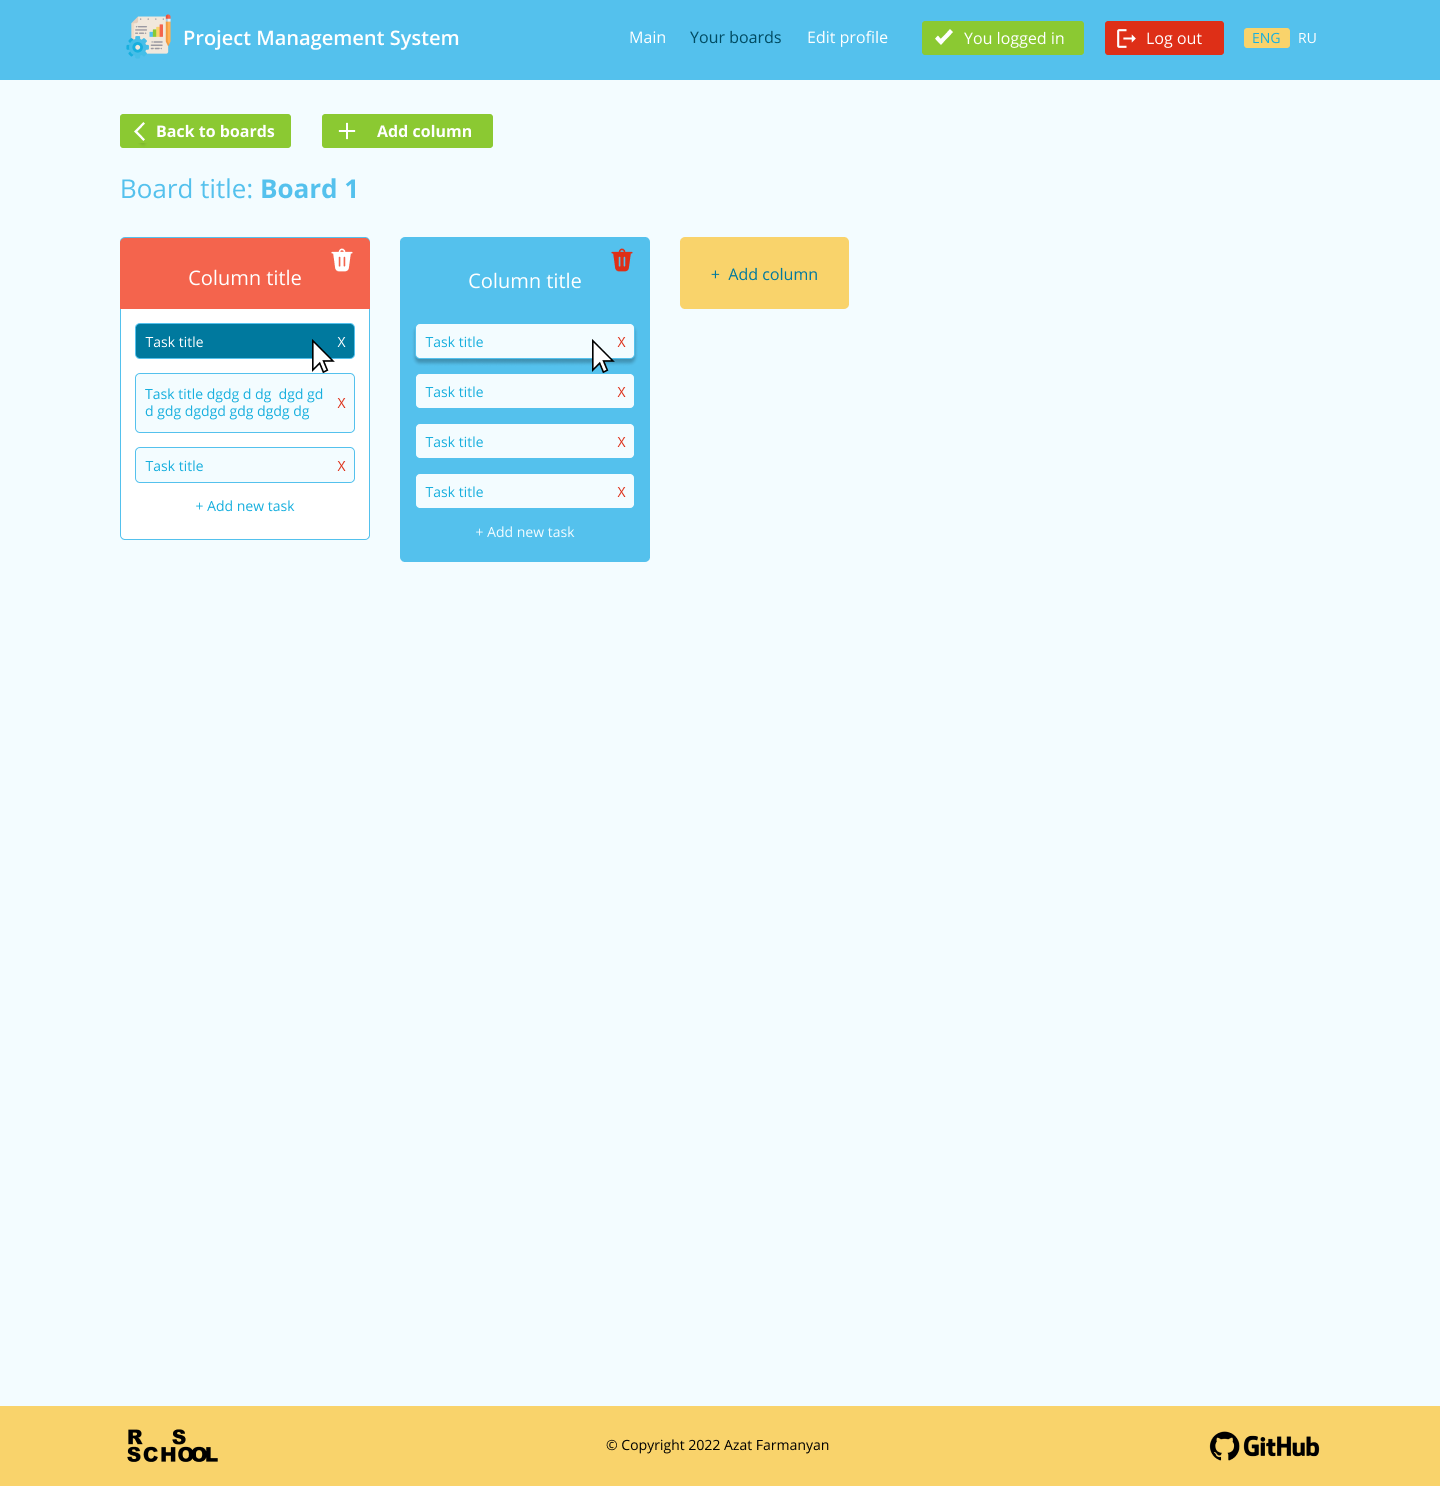 Project Management System
Main
Your boards
Edit profile
You logged in
Log out
ENG
RU
Back to boards
Add column
Board title: Board 1
Column title
Task title
X
Task title dgdg d dg  dgd gd
d gdg dgdgd gdg dgdg dg
X
Task title
X
+ Add new task
Column title
Task title
X
Task title
X
Task title
X
Task title
X
+ Add new task
+ Add column
R S
SCHOOL
© Copyright 2022 Azat Farmanyan
GitHub